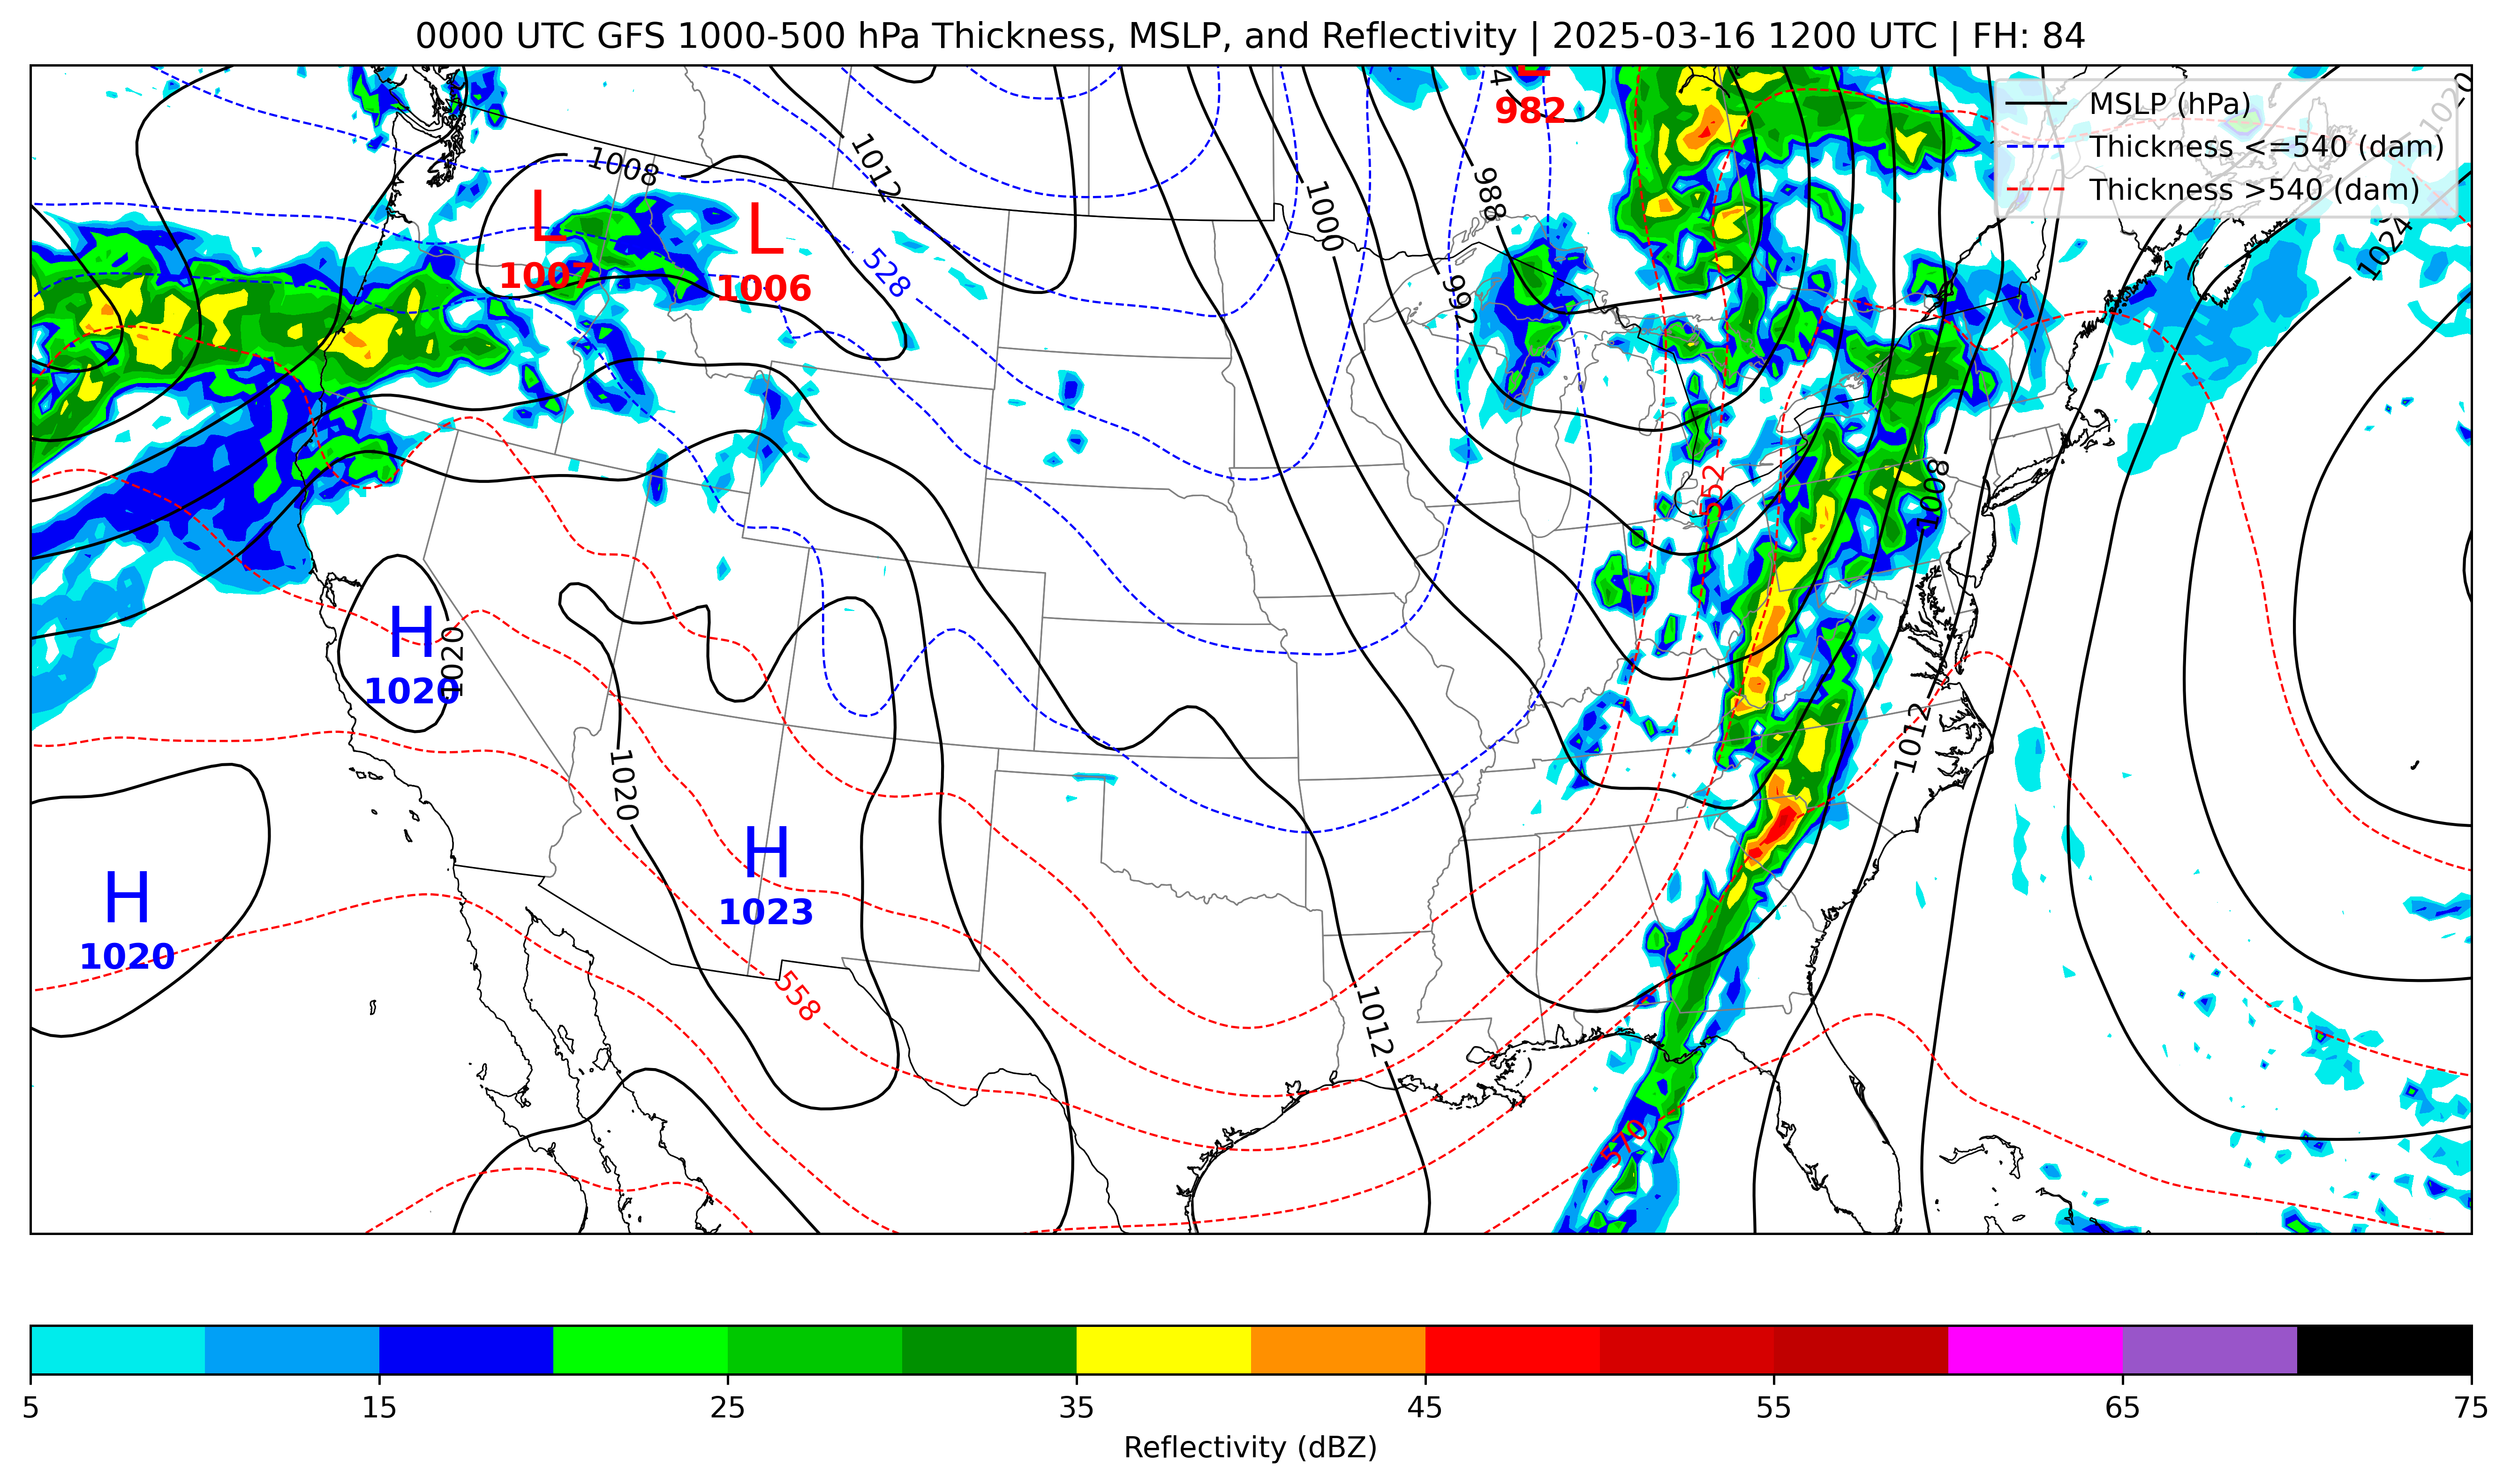 0000 UTC GFS 1000-500 hPa Thickness, MSLP, and Reflectivity | 2025-03-16 1200 UTC | FH: 84
982
MSLP (hPa)
Thickness <=540 (dam)
Thickness >540 (dam)
1008
1012
988
1000
992
1024
528
L
1007
L
1006
552
1008
H
1020
1020
1012
1020
H
1023
H
1020
558
1012
570
5
15
25
35
45
55
65
75
Reflectivity (dBZ)